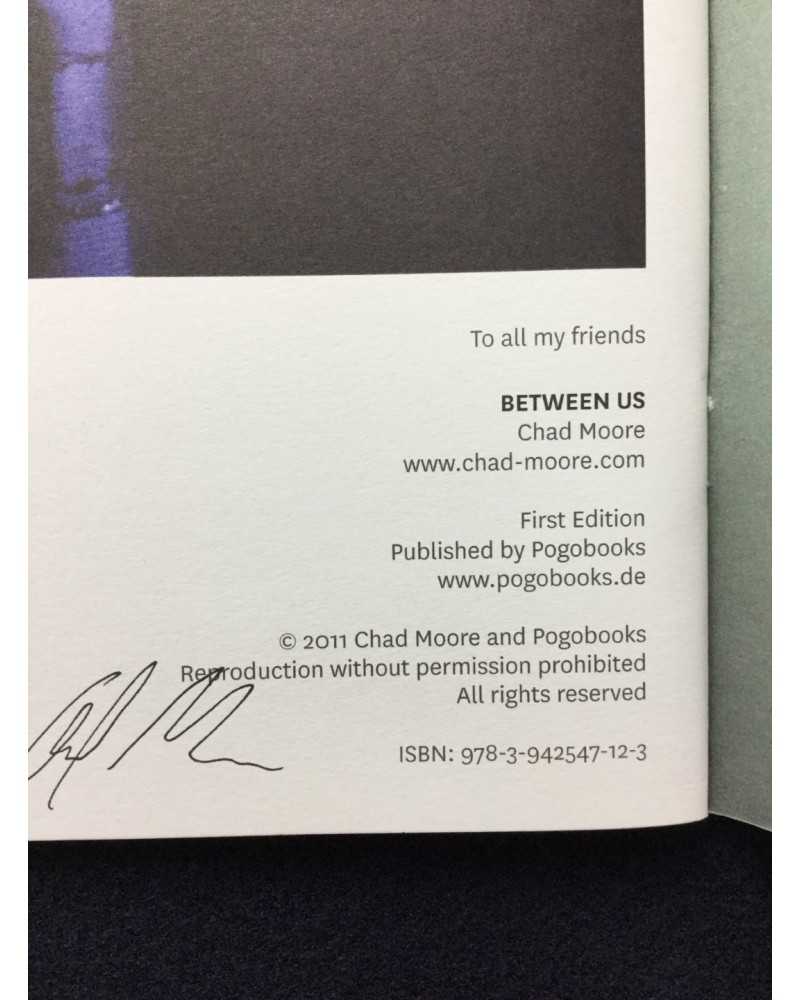 To all my friends
BETWEEN US
Chad Moore
www.chad-moore.com
First Edition
Published by Pogobooks
www.pogobooks.de
© 2011 Chad Moore and Pogobooks
Reproduction without permission prohibited
All rights reserved
ISBN: 978-3-942547-12-3